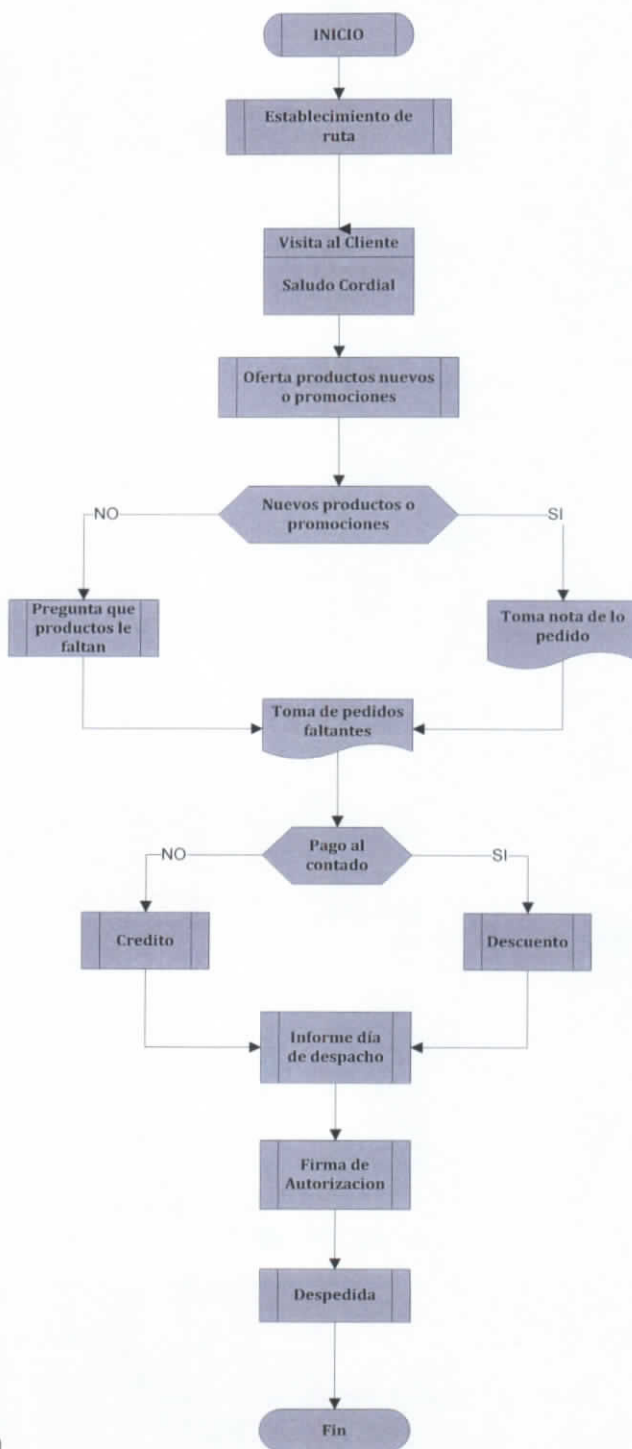 INICIO
Establecimiento de
ruta
Visita al Cliente
Saludo Cordial
Oferta productos nuevos
o promociones
Nuevos productos o
promociones
NO
SI
Pregunta que
productos le
faltan
Toma nota de lo
pedido
Toma de pedidos
faltantes
Pago al
contado
NO
SI
Credito
Descuento
Informe día
de despacho
Firma de
Autorizacion
Despedida
Fin